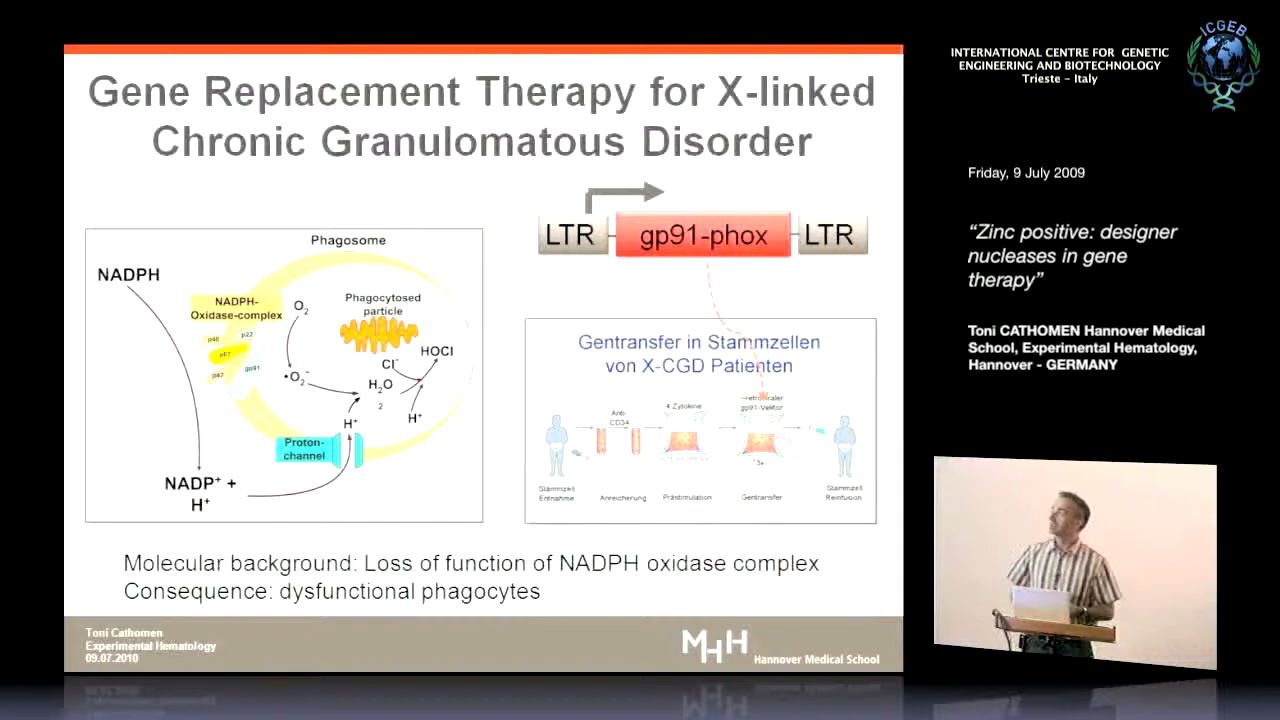 Gene Replacement Therapy for X-linked
Chronic Granulomatous Disorder
Phagosome
NADPH
NADPH-
Oxidase-complex
p40
p22
p67
p47
gp91
O2
Phagocytosed
particle
Cl-
HOCl
•O2-
H2O
2
H+
H+
Proton-
channel
NADP+ +
H+
LTR
gp91-phox
LTR
Gentransfer in Stammzellen
von X-CGD Patienten
Anti-
CD34
4 Zytokine
gp91-Vektor
3x
Stammzell
Entnahme
Anreicherung
Prästimulation
Gentransfer
Stammzell
Reinfusion
Molecular background: Loss of function of NADPH oxidase complex
Consequence: dysfunctional phagocytes
Toni Cathomen
Experimental Hematology
09.07.2010
MHH
Hannover Medical School
INTERNATIONAL CENTRE FOR GENETIC
ENGINEERING AND BIOTECHNOLOGY
Trieste - Italy
ICGEB
Friday, 9 July 2009
“Zinc positive: designer
nucleases in gene
therapy”
Toni CATHOMEN Hannover Medical
School, Experimental Hematology,
Hannover - GERMANY